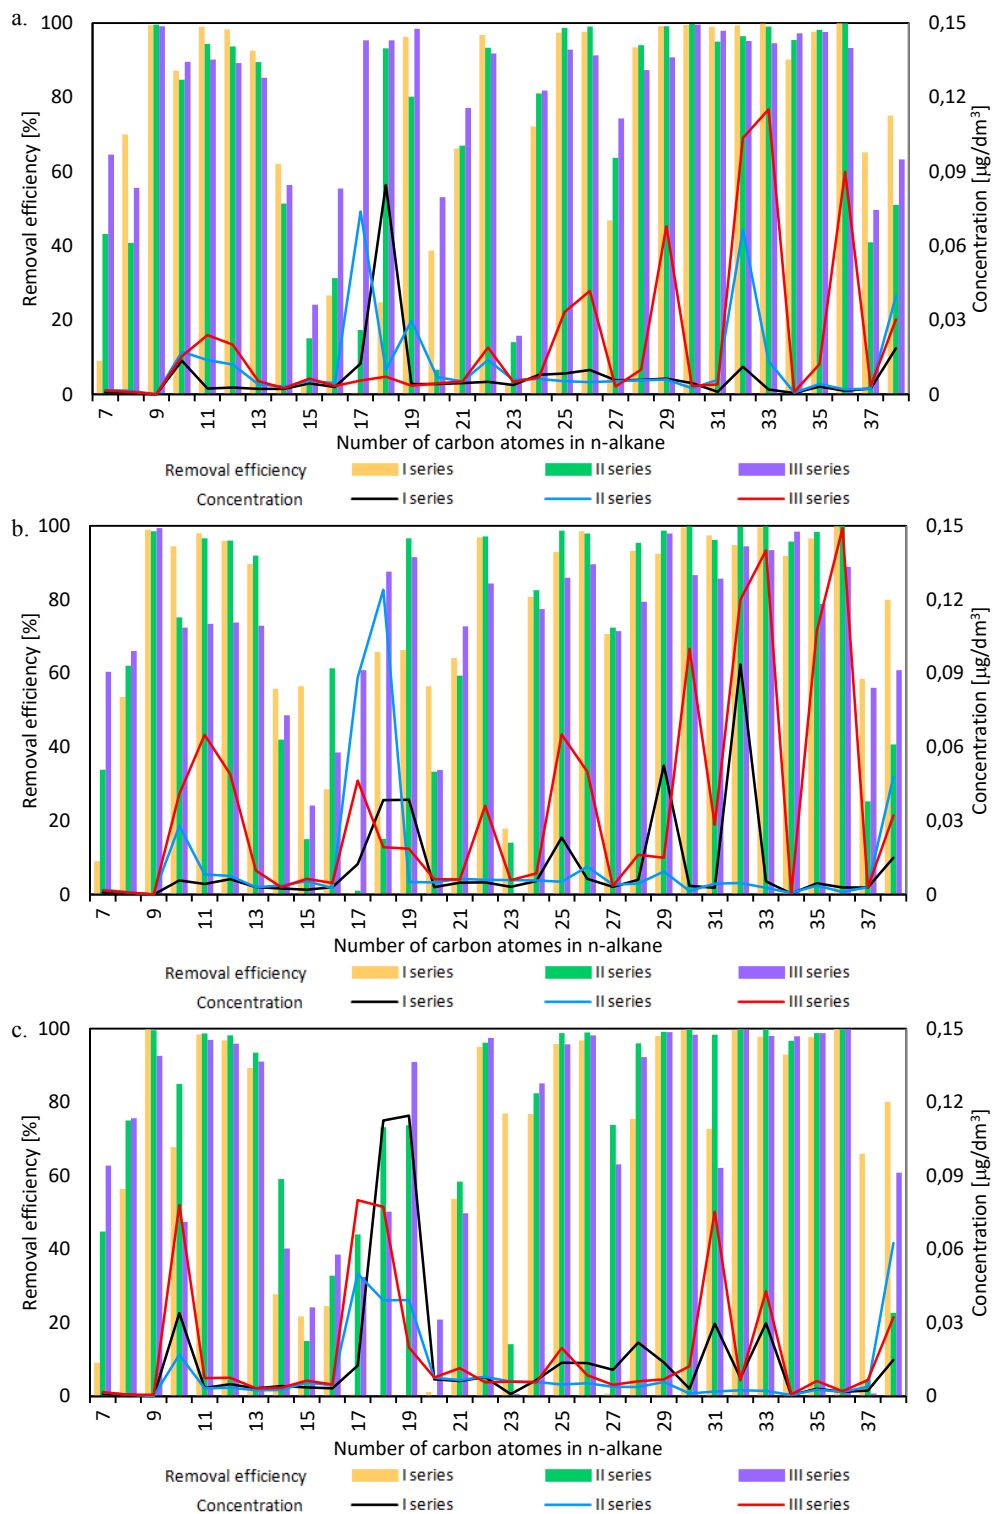 a.
Removal efficiency [%]
100
80
60
40
20
0
0,15
0,12
0,09
0,06
0,03
0
Concentration [µg/dm³]
7 9 11 13 15 17 19 21 23 25 27 29 31 33 35 37
Number of carbon atomes in n-alkane
Removal efficiency I series II series III series
Concentration I series II series III series
b.
Removal efficiency [%]
100
80
60
40
20
0
0,15
0,12
0,09
0,06
0,03
0
Concentration [µg/dm³]
7 9 11 13 15 17 19 21 23 25 27 29 31 33 35 37
Number of carbon atomes in n-alkane
Removal efficiency I series II series III series
Concentration I series II series III series
c.
Removal efficiency [%]
100
80
60
40
20
0
0,15
0,12
0,09
0,06
0,03
0
Concentration [µg/dm³]
7 9 11 13 15 17 19 21 23 25 27 29 31 33 35 37
Number of carbon atomes in n-alkane
Removal efficiency I series II series III series
Concentration I series II series III series